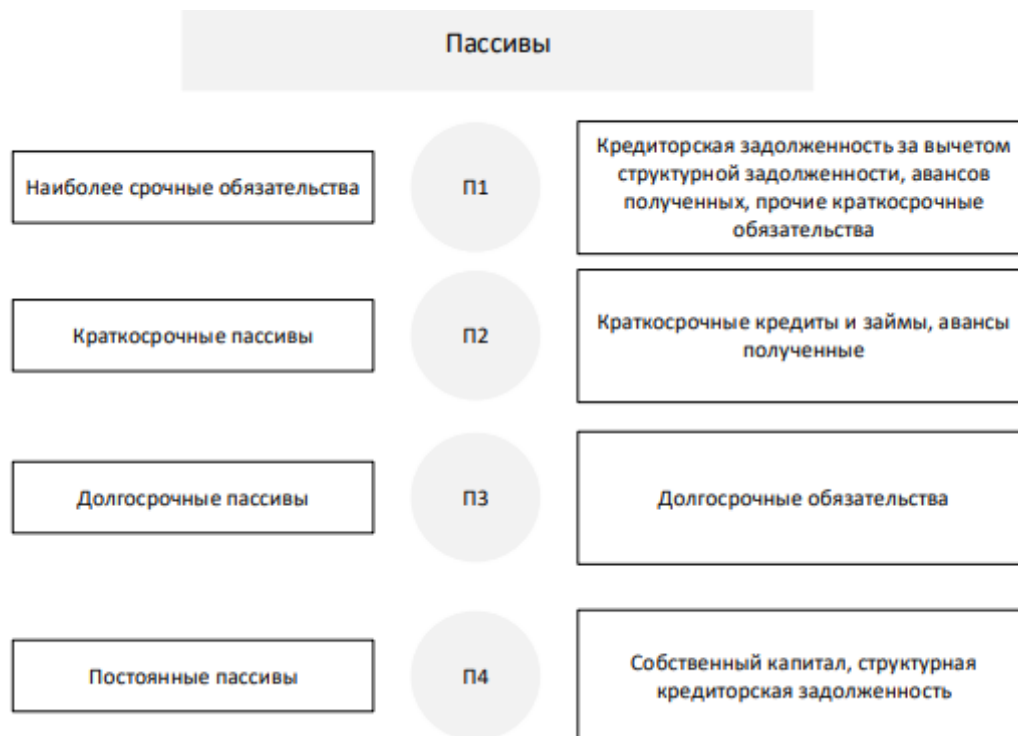 Пассивы
Наиболее срочные обязательства
П1
Кредиторская задолженность за вычетом
структурной задолженности, авансов
полученных, прочие краткосрочные
обязательства
Краткосрочные пассивы
П2
Краткосрочные кредиты и займы, авансы
полученные
Долгосрочные пассивы
П3
Долгосрочные обязательства
Постоянные пассивы
П4
Собственный капитал, структурная
кредиторская задолженность